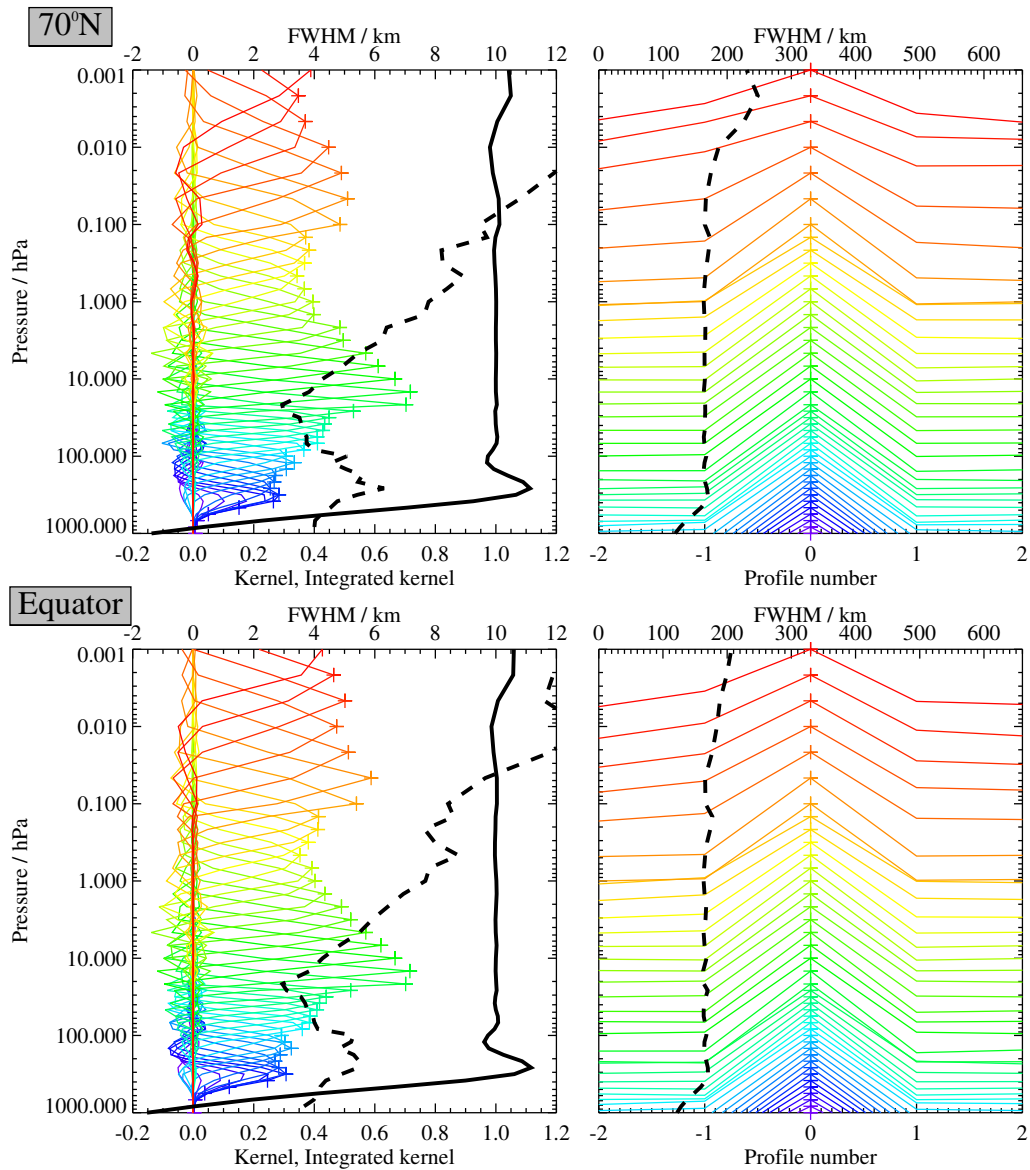 70⁰N
FWHM / km
-2 0 2 4 6 8 10 12
FWHM / km
0 100 200 300 400 500 600
Pressure / hPa
0.001
0.010
0.100
1.000
10.000
100.000
1000.000
-0.2 0.0 0.2 0.4 0.6 0.8 1.0 1.2
Kernel, Integrated kernel
-2 -1 0 1 2
Profile number
Equator
FWHM / km
-2 0 2 4 6 8 10 12
FWHM / km
0 100 200 300 400 500 600
Pressure / hPa
0.001
0.010
0.100
1.000
10.000
100.000
1000.000
-0.2 0.0 0.2 0.4 0.6 0.8 1.0 1.2
Kernel, Integrated kernel
-2 -1 0 1 2
Profile number